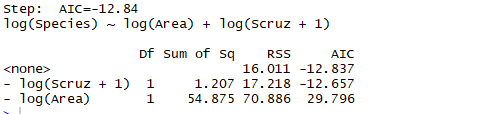 Step:  AIC=-12.84
log(Species) ~ log(Area) + log(Scruz + 1)
                 Df Sum of Sq    RSS     AIC
<none>                        16.011 -12.837
- log(Scruz + 1)  1     1.207 17.218 -12.657
- log(Area)       1    54.875 70.886  29.796
>